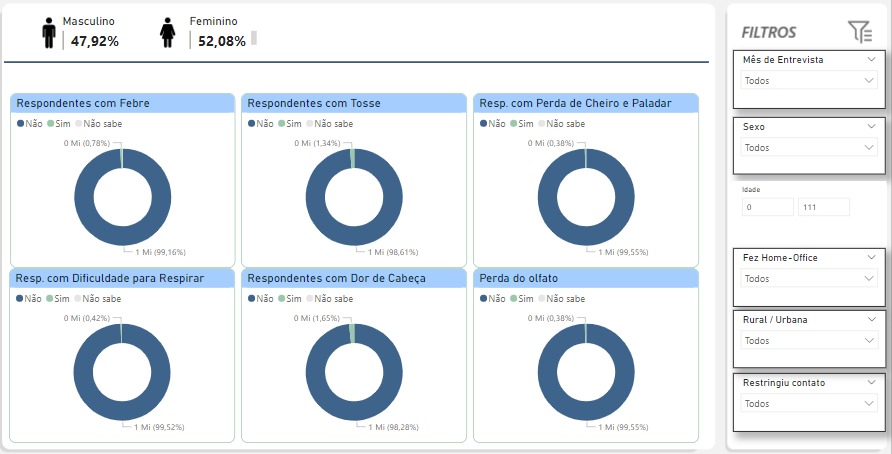 Masculino
47,92%
Feminino
52,08%
Respondentes com Febre
Não Sim Não sabe
0 Mi (0,78%)
1 Mi (99,16%)
Respondentes com Tosse
Não Sim Não sabe
0 Mi (1,34%)
1 Mi (98,61%)
Resp. com Perda de Cheiro e Paladar
Não Sim Não sabe
0 Mi (0,38%)
1 Mi (99,55%)
Resp. com Dificuldade para Respirar
Não Sim Não sabe
0 Mi (0,42%)
1 Mi (99,52%)
Respondentes com Dor de Cabeça
Não Sim Não sabe
0 Mi (1,65%)
1 Mi (98,28%)
Perda do olfato
Não Sim Não sabe
0 Mi (0,38%)
1 Mi (99,55%)
FILTROS
Mês de Entrevista
Todos
Sexo
Todos
Idade
0 111
Fez Home-Office
Todos
Rural / Urbana
Todos
Restringiu contato
Todos